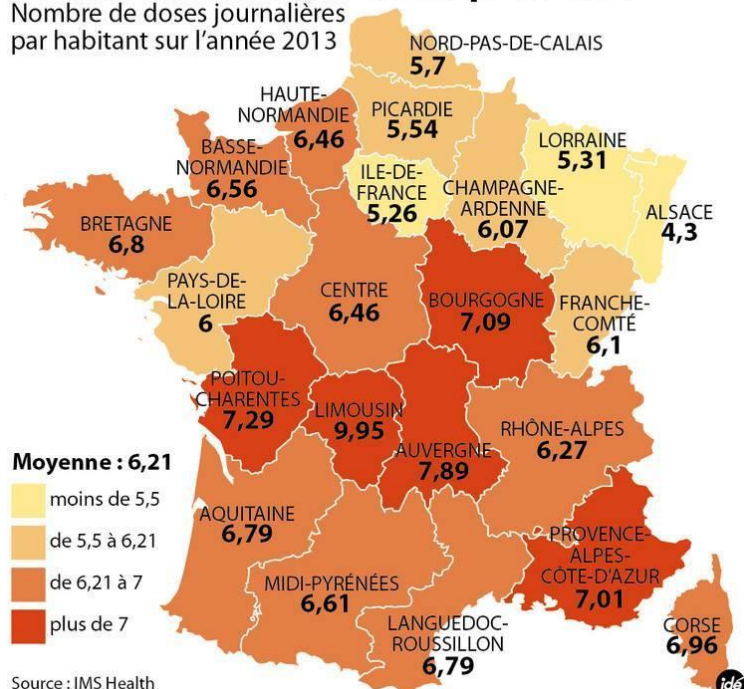 Nombre de doses journalières
par habitant sur l'année 2013
NORD-PAS-DE-CALAIS
5,7
HAUTE-
NORMANDIE
6,46
PICARDIE
5,54
BASSE-
NORMANDIE
6,56
ILE-DE-
FRANCE
5,26
CHAMPAGNE-
ARDENNE
6,07
LORRAINE
5,31
ALSACE
4,3
BRETAGNE
6,8
PAYS-DE-
LA-LOIRE
6
CENTRE
6,46
BOURGOGNE
7,09
FRANCHE-
COMTÉ
6,1
POITOU-
CHARENTES
7,29
LIMOUSIN
9,95
AUVERGNE
7,89
RHÔNE-ALPES
6,27
AQUITAINE
6,79
MIDI-PYRÉNÉES
6,61
LANGUEDOC-
ROUSSILLON
6,79
PROVENCE-
ALPES-
CÔTE-D'AZUR
7,01
CORSE
6,96
Moyenne : 6,21
moins de 5,5
de 5,5 à 6,21
de 6,21 à 7
plus de 7
Source : IMS Health
idé